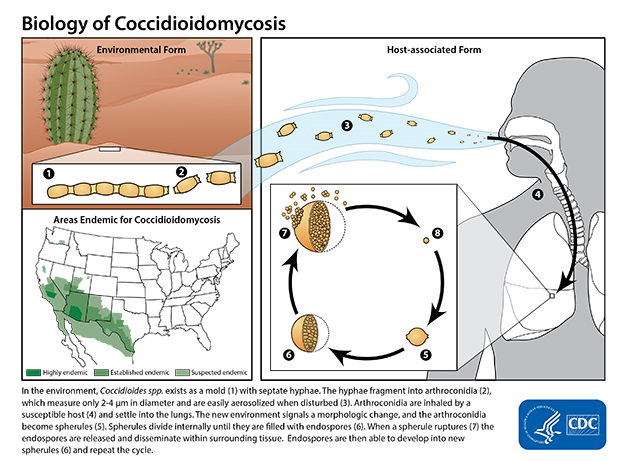 Biology of Coccidioidomycosis
Environmental Form
Host-associated Form
1
2
3
4
Areas Endemic for Coccidioidomycosis
Highly endemic
Established endemic
Suspected endemic
7
8
6
5
In the environment, Coccidioides spp. exists as a mold (1) with septate hyphae. The hyphae fragment into arthroconidia (2),
which measure only 2-4 µm in diameter and are easily aerosolized when disturbed (3). Arthroconidia are inhaled by
a susceptible host (4) and settle into the lungs. The new environment signals a morphologic change, and the arthroconidia
become spherules (5). Spherules divide internally until they are filled with endospores (6). When a spherule ruptures (7) the
endospores are released and disseminate within surrounding tissue. Endospores are then able to develop into new
spherules (6) and repeat the cycle.
CDC